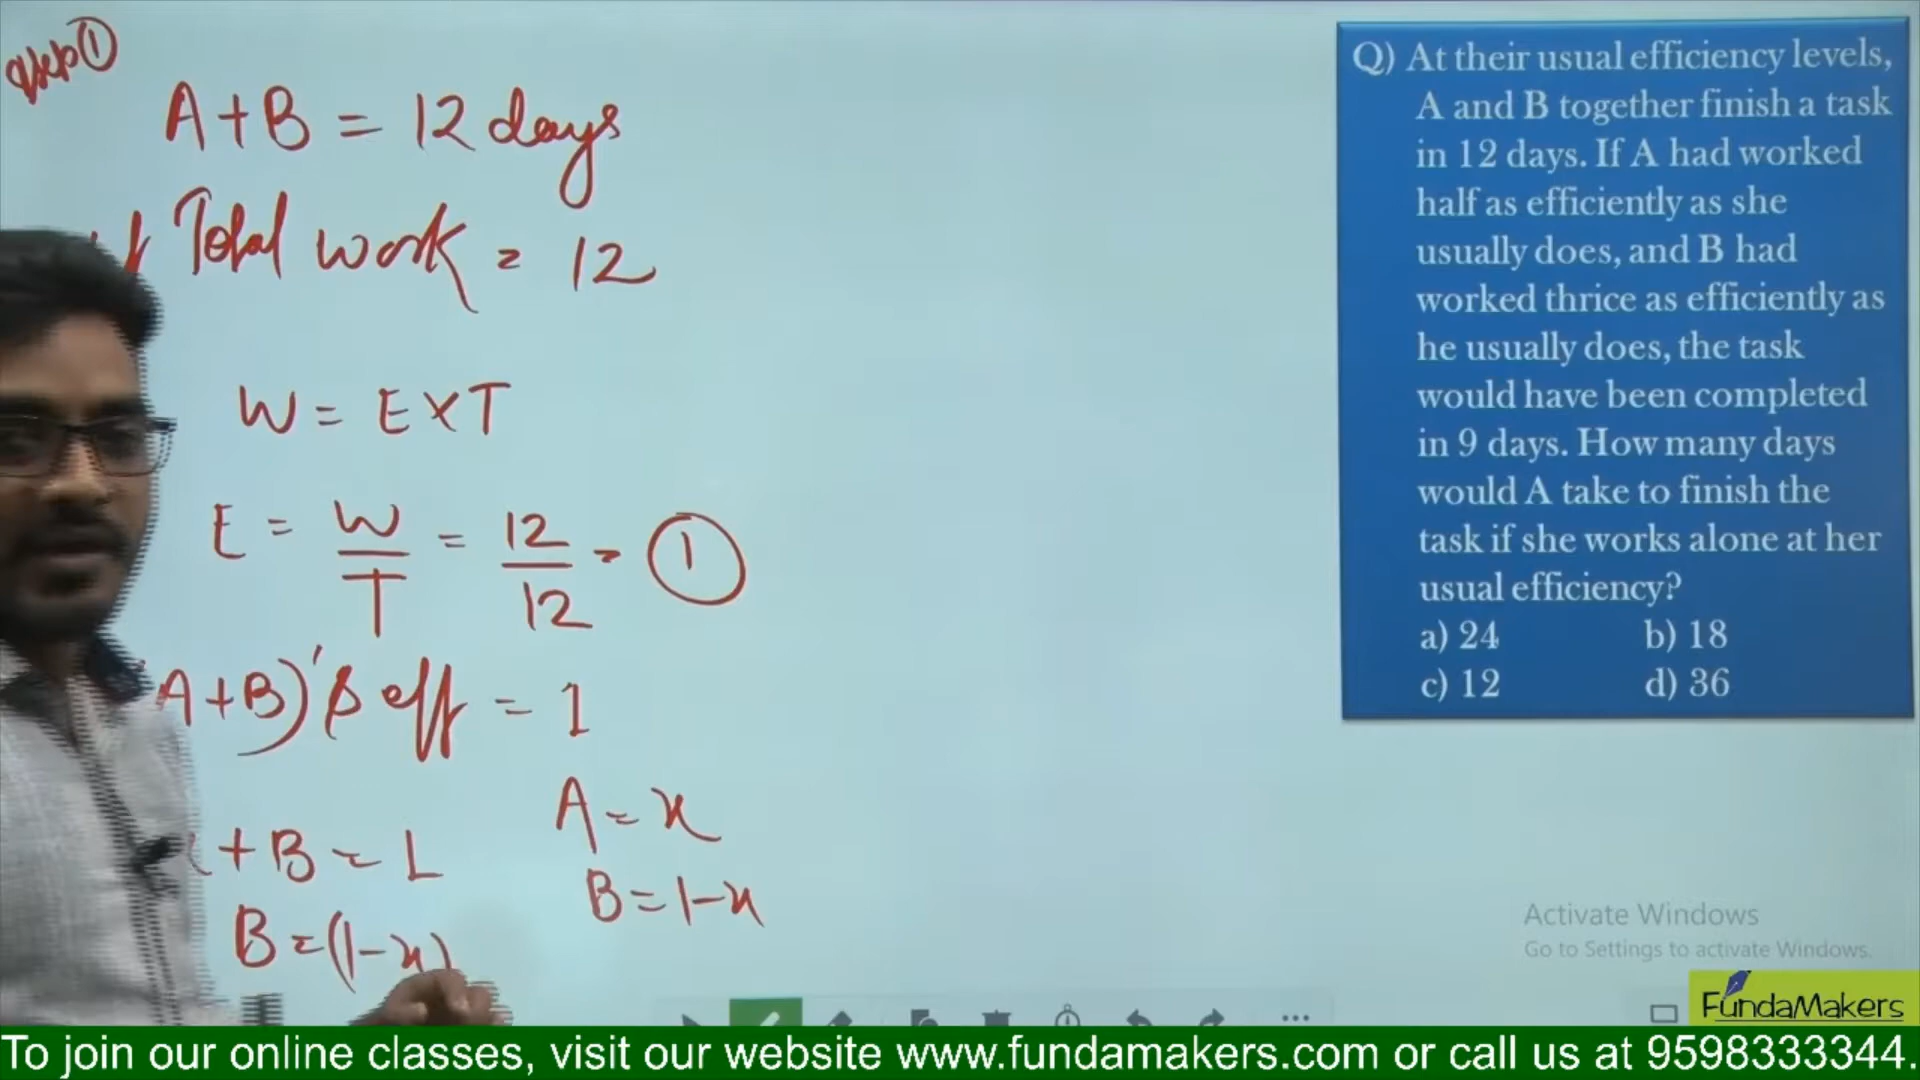 Step ①
A+B = 12 days
Total work = 12
W = E×T
E = W/T = 12/12 = ①
A+B)'s eff = 1
A = x
+B = 1
B = 1-x
B = (1-x)
Q) At their usual efficiency levels,
A and B together finish a task
in 12 days. If A had worked
half as efficiently as she
usually does, and B had
worked thrice as efficiently as
he usually does, the task
would have been completed
in 9 days. How many days
would A take to finish the
task if she works alone at her
usual efficiency?
a) 24 b) 18
c) 12 d) 36
Activate Windows
Go to Settings to activate Windows.
FundaMakers
To join our online classes, visit our website www.fundamakers.com or call us at 9598333344.